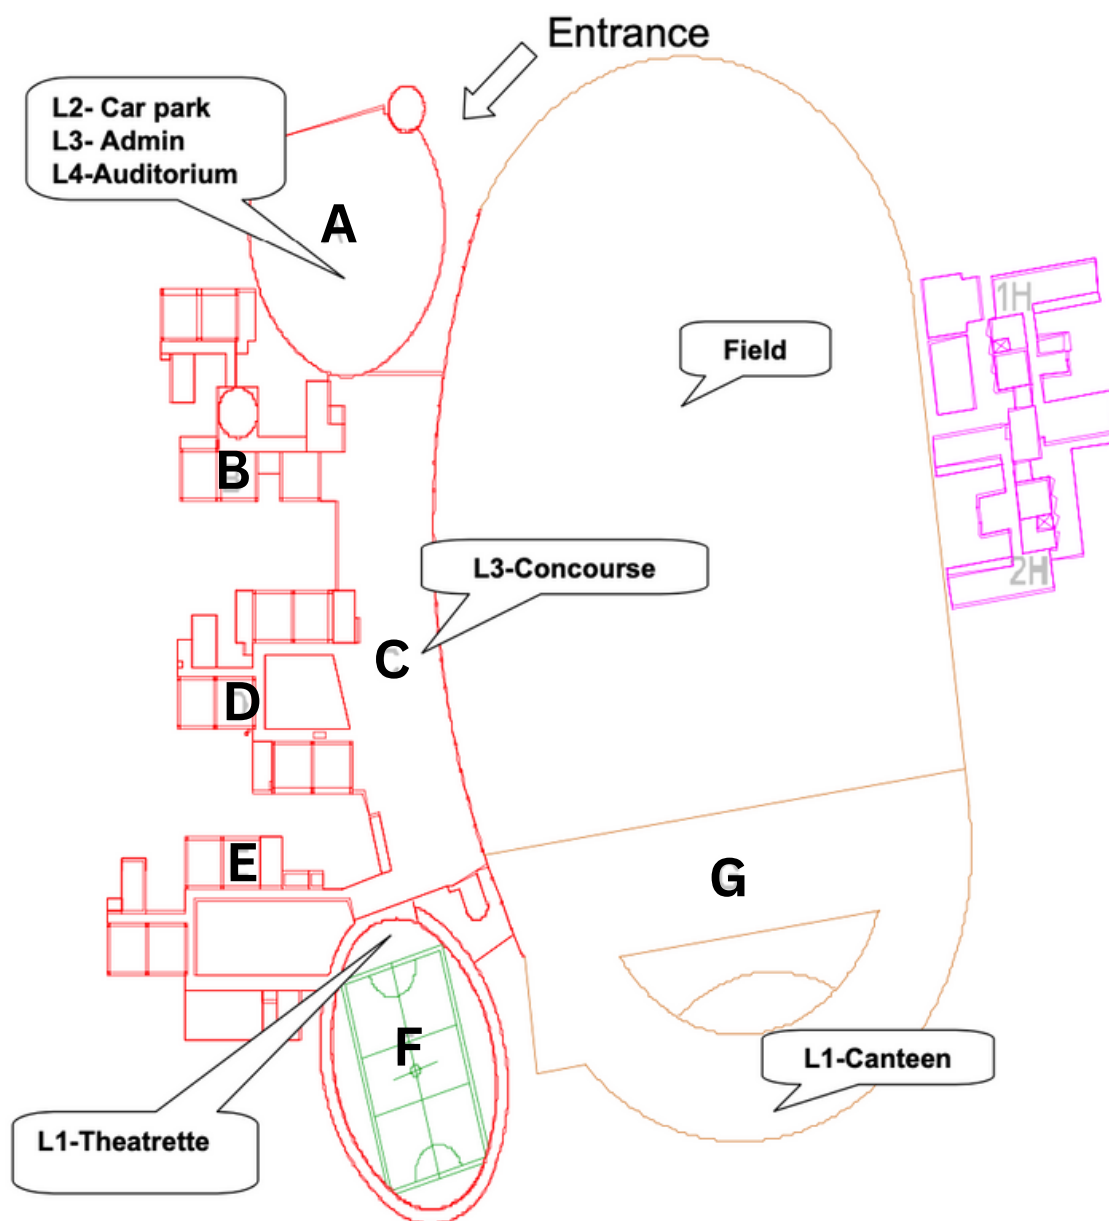 Entrance
L2- Car park
L3- Admin
L4-Auditorium
A
1H
Field
B
L3-Concourse
2H
C
D
E
G
F
L1-Canteen
L1-Theatrette